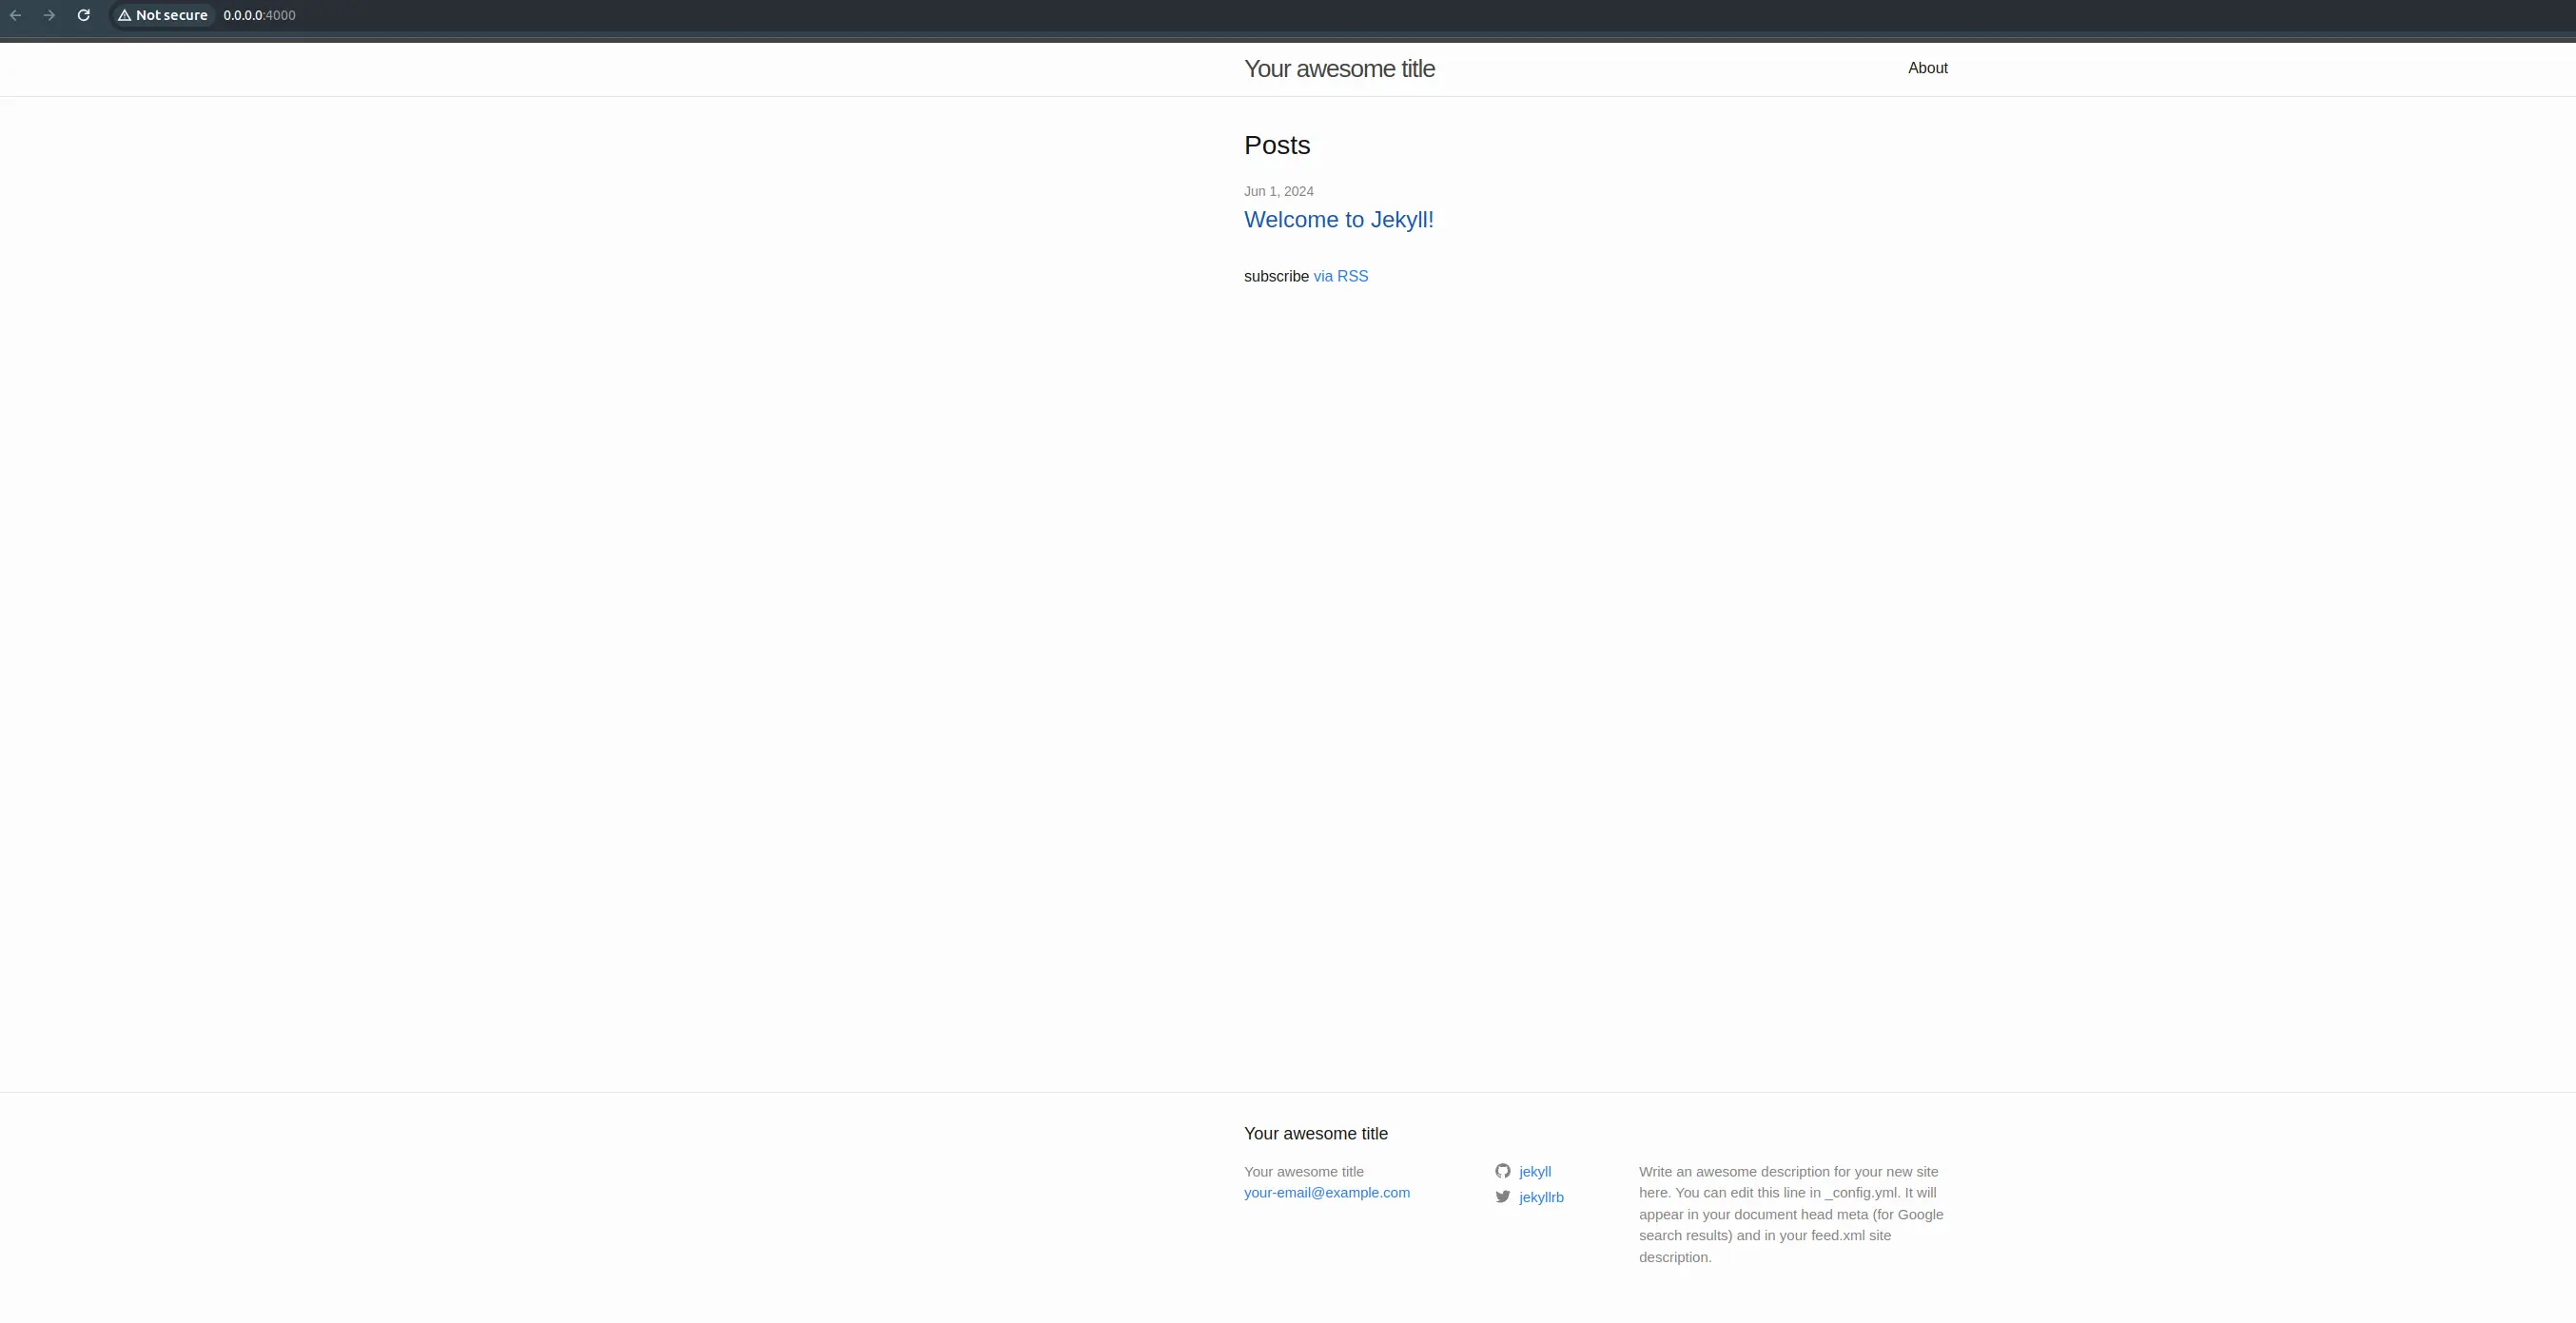 Not secure 0.0.0.0:4000
Your awesome title
About
Posts
Jun 1, 2024
Welcome to Jekyll!
subscribe via RSS
Your awesome title
Your awesome title
your-email@example.com
jekyll
jekyllrb
Write an awesome description for your new site
here. You can edit this line in _config.yml. It will
appear in your document head meta (for Google
search results) and in your feed.xml site
description.